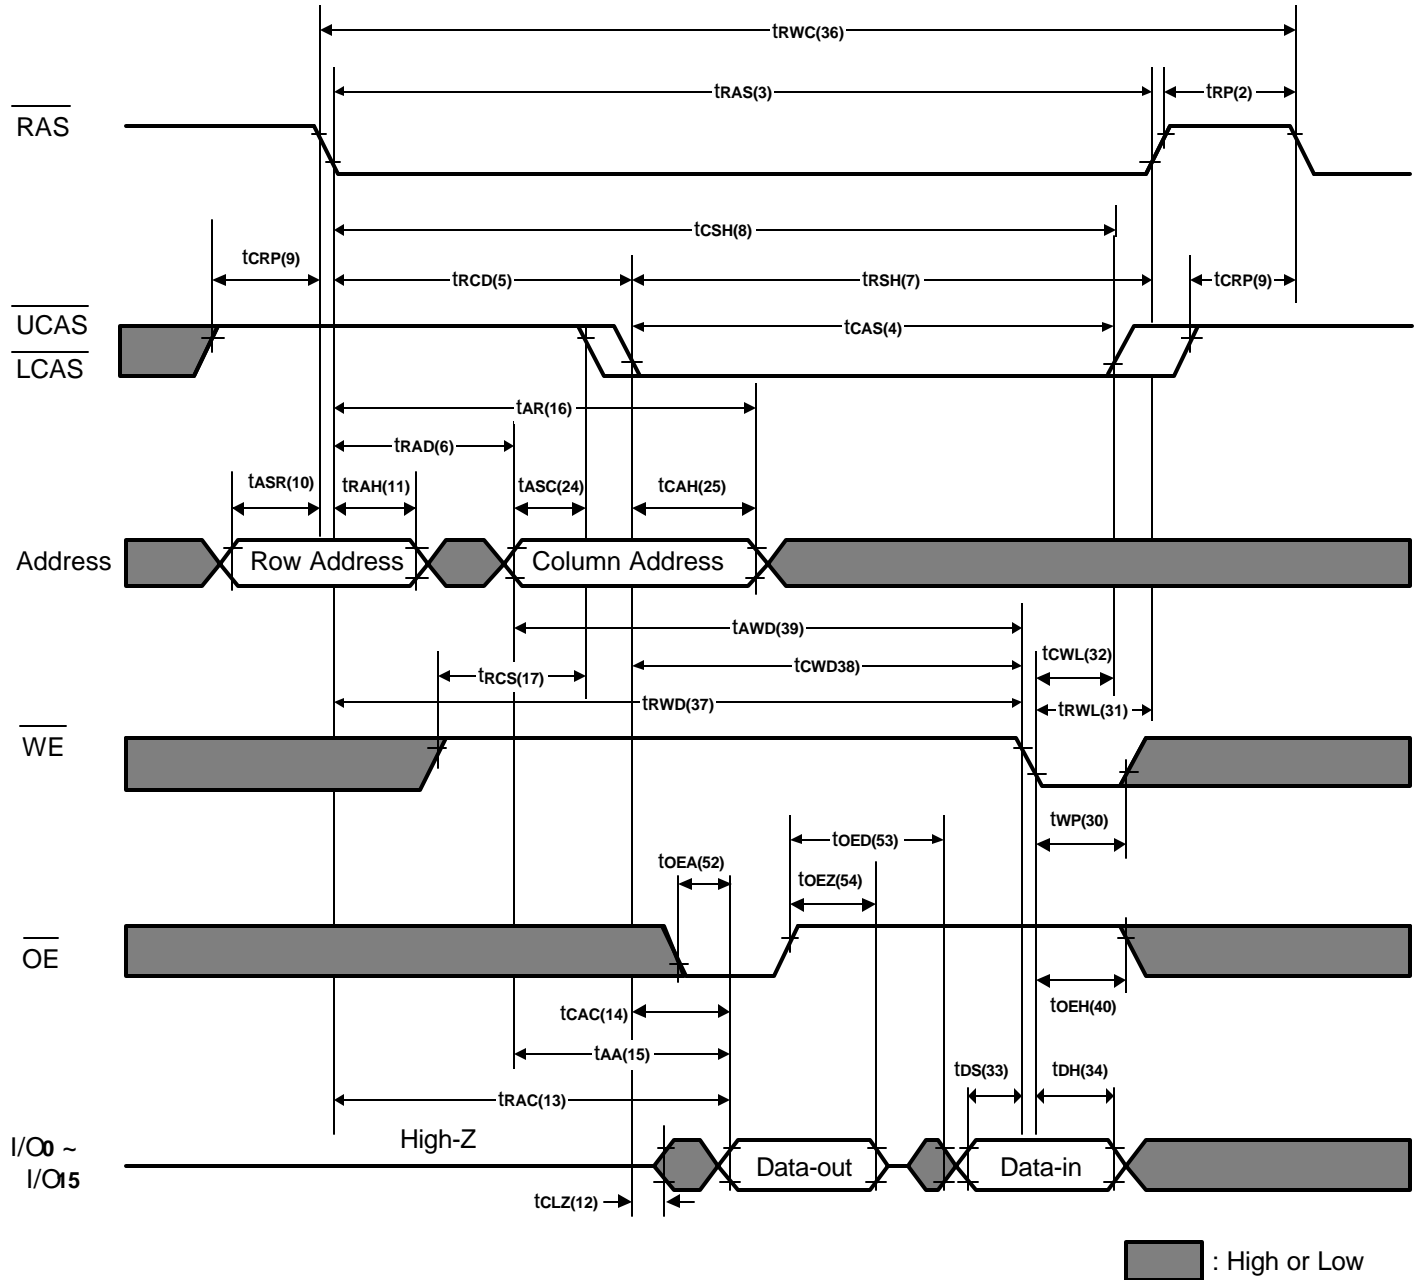 tRWC(36)
tRAS(3) tRP(2)
RAS
tCSH(8)
tCRP(9) tRCD(5) tRSH(7) tCRP(9)
UCAS
tCAS(4)
LCAS
tAR(16)
tRAD(6)
tASR(10) tRAH(11) tASC(24) tCAH(25)
Address Row Address Column Address
tAWD(39)
tCWL(32)
tCWD38)
tRCS(17)
tRWD(37) tRWL(31)
WE
tWP(30)
tOED(53)
tOEA(52)
tOEZ(54)
OE
tOEH(40)
tCAC(14)
tAA(15)
tDS(33) tDH(34)
tRAC(13)
High-Z
I/O0 ~
I/O15
Data-out Data-in
tCLZ(12)
: High or Low